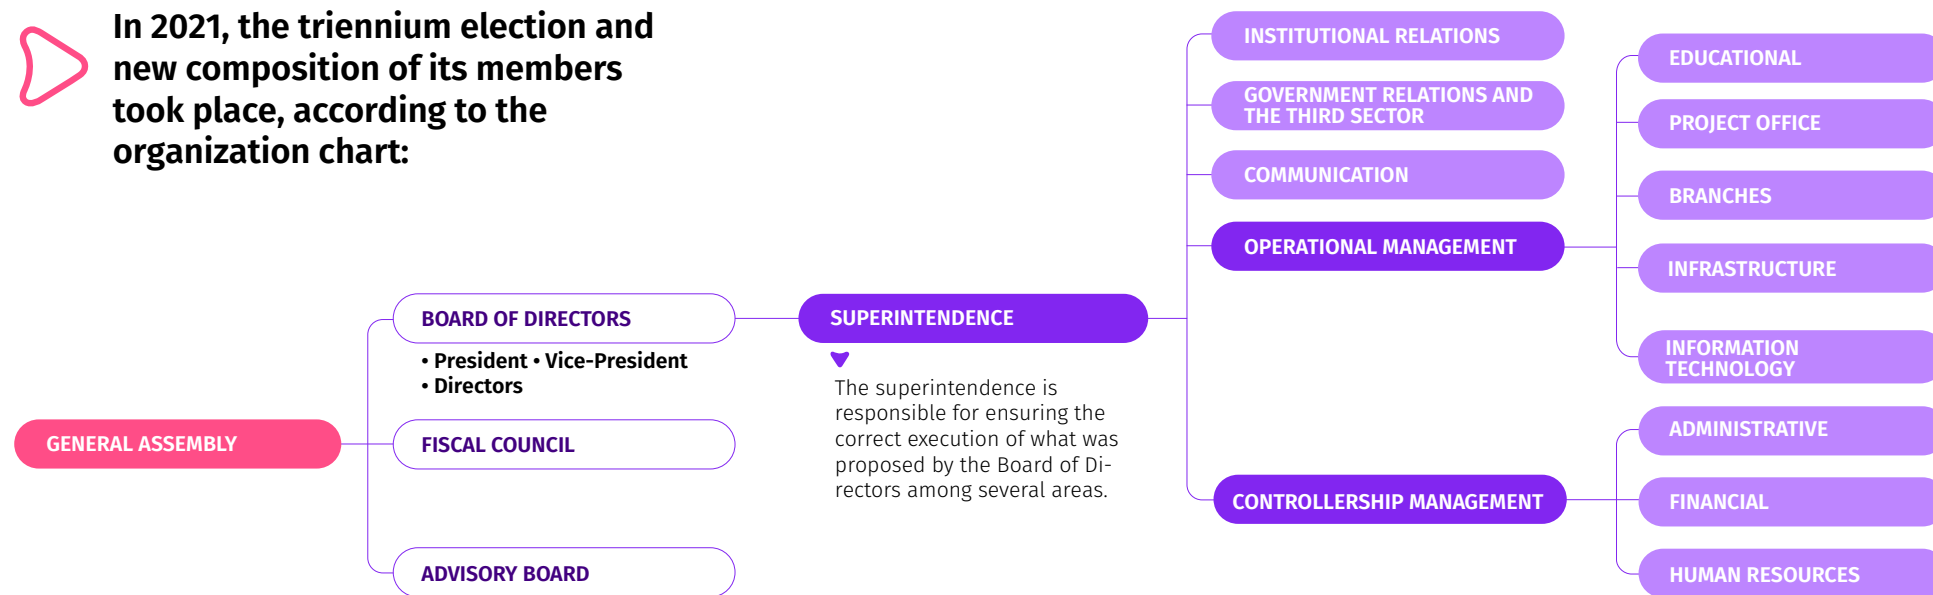 In 2021, the triennium election and
new composition of its members
took place, according to the
organization chart:
GENERAL ASSEMBLY
BOARD OF DIRECTORS
• President • Vice-President
• Directors
FISCAL COUNCIL
ADVISORY BOARD
SUPERINTENDENCE
The superintendence is
responsible for ensuring the
correct execution of what was
proposed by the Board of Di-
rectors among several areas.
INSTITUTIONAL RELATIONS
GOVERNMENT RELATIONS AND
THE THIRD SECTOR
COMMUNICATION
OPERATIONAL MANAGEMENT
CONTROLLERSHIP MANAGEMENT
EDUCATIONAL
PROJECT OFFICE
BRANCHES
INFRASTRUCTURE
INFORMATION
TECHNOLOGY
ADMINISTRATIVE
FINANCIAL
HUMAN RESOURCES